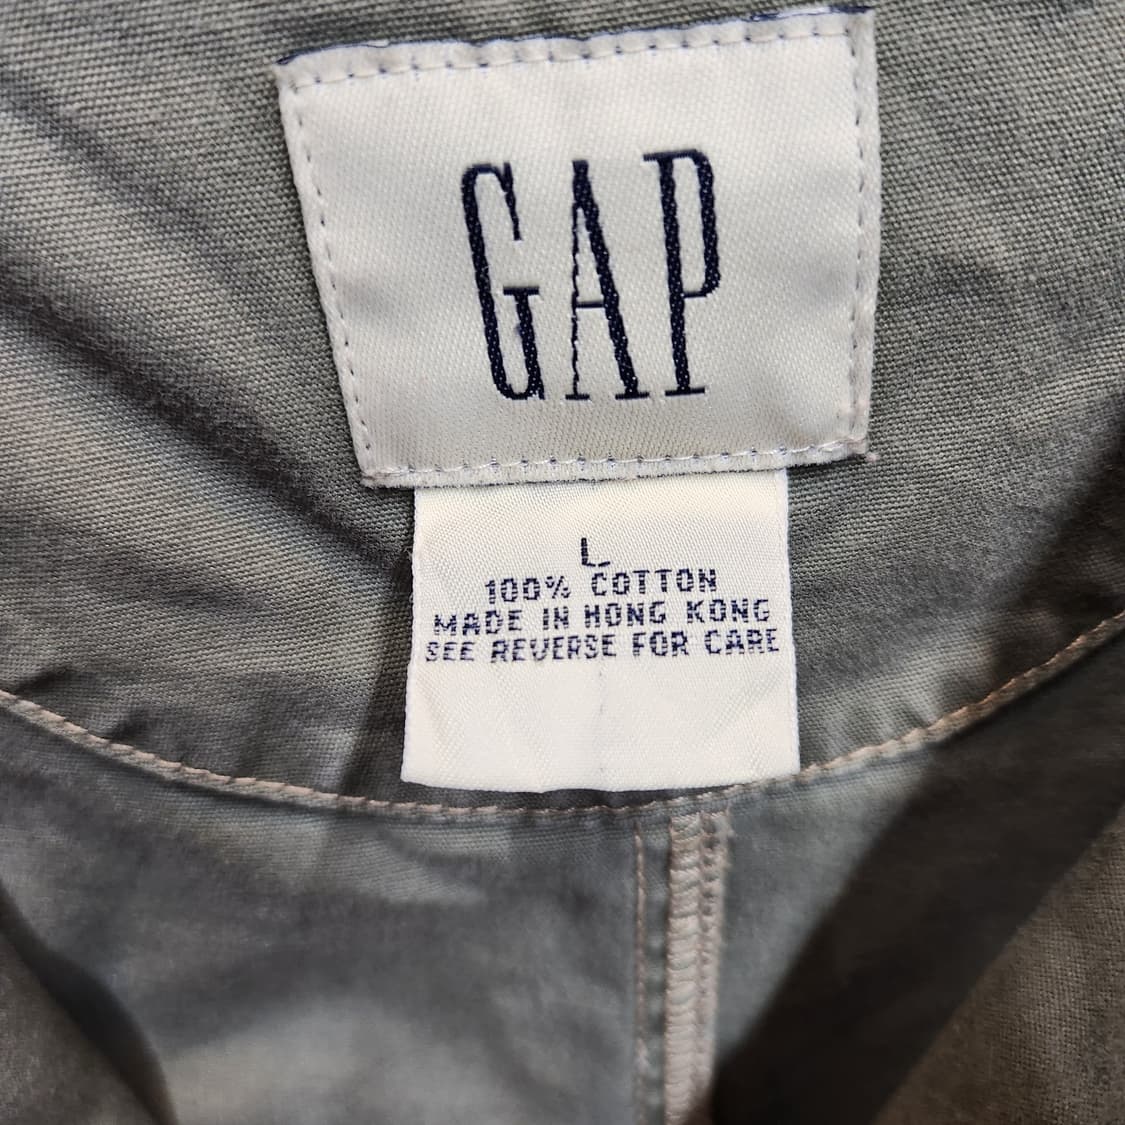 GAP
L
100% COTTON
MADE IN HONG KONG
SEE REVERSE FOR CARE